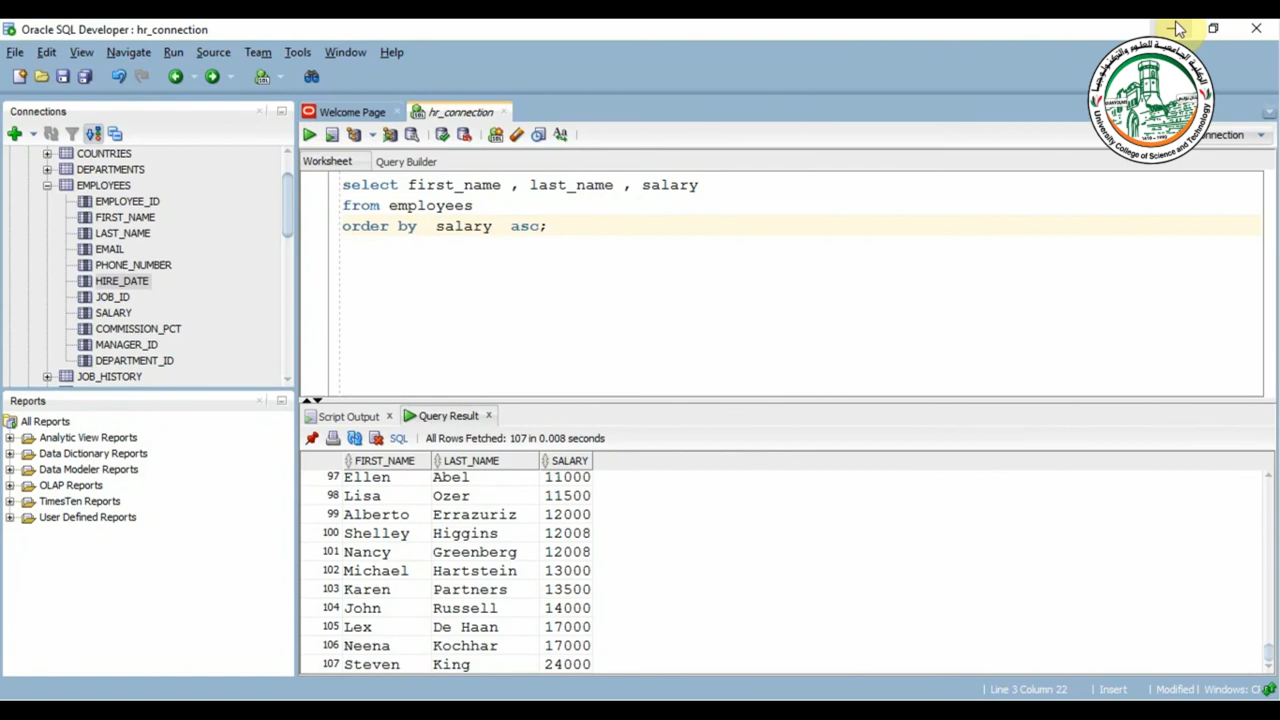 Oracle SQL Developer : hr_connection
File Edit View Navigate Run Source Team Tools Window Help
Connections
COUNTRIES
DEPARTMENTS
EMPLOYEES
EMPLOYEE_ID
FIRST_NAME
LAST_NAME
EMAIL
PHONE_NUMBER
HIRE_DATE
JOB_ID
SALARY
COMMISSION_PCT
MANAGER_ID
DEPARTMENT_ID
JOB_HISTORY
Reports
All Reports
Analytic View Reports
Data Dictionary Reports
Data Modeler Reports
OLAP Reports
TimesTen Reports
User Defined Reports
Welcome Page hr_connection
Worksheet Query Builder
select first_name , last_name , salary
from employees
order by salary asc;
Script Output Query Result
SQL All Rows Fetched: 107 in 0.008 seconds
FIRST_NAME LAST_NAME SALARY
97 Ellen Abel 11000
98 Lisa Ozer 11500
99 Alberto Errazuriz 12000
100 Shelley Higgins 12008
101 Nancy Greenberg 12008
102 Michael Hartstein 13000
103 Karen Partners 13500
104 John Russell 14000
105 Lex De Haan 17000
106 Neena Kochhar 17000
107 Steven King 24000
Line 3 Column 22 Insert Modified Windows: C
الكلية الجامعية للعلوم والتكنولوجيا
University College of Science and Technology